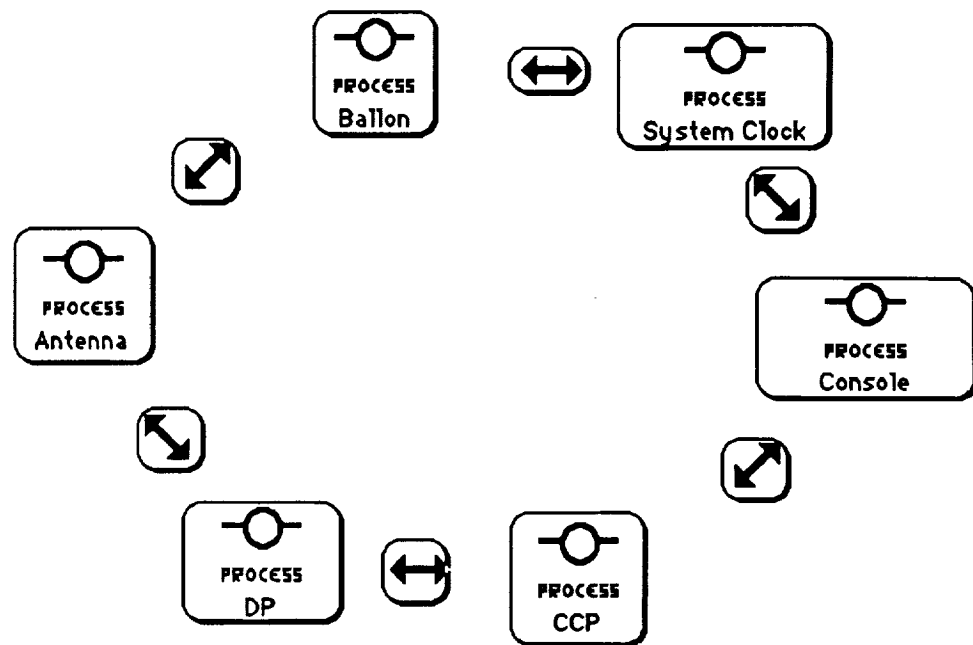 PROCESS
Ballon
PROCESS
System Clock
PROCESS
Antenna
PROCESS
Console
PROCESS
DP
PROCESS
CCP